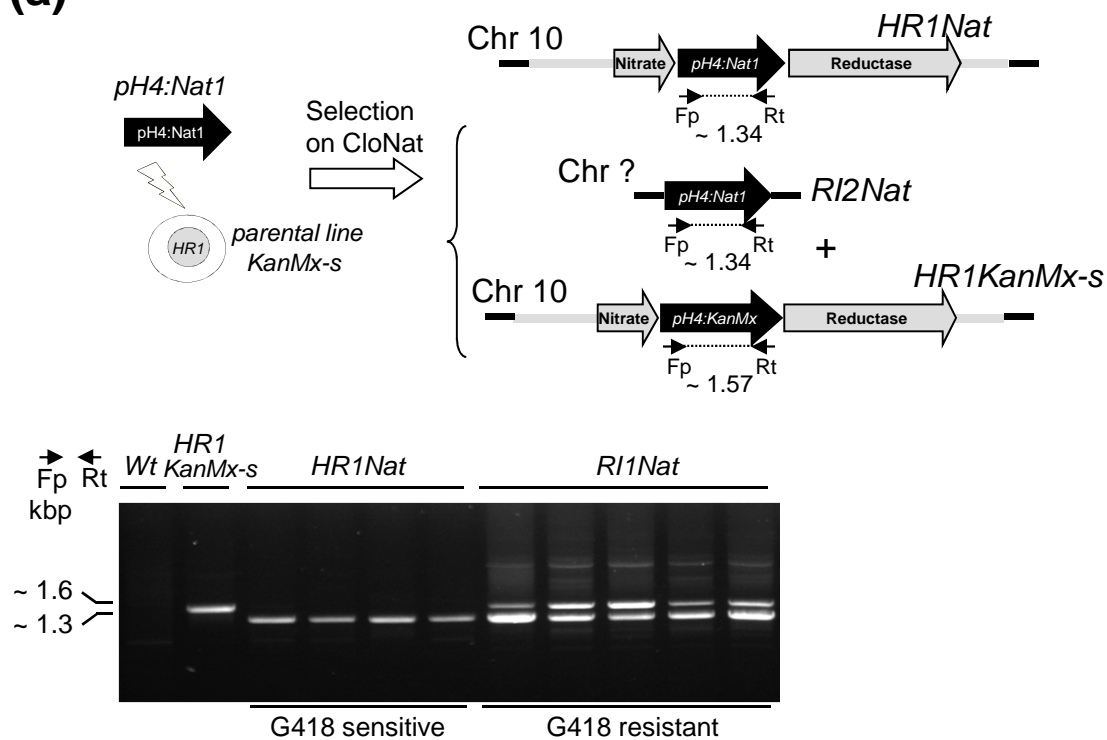 (a)
HR1Nat
Chr 10
Nitrate
pH4:Nat1
Reductase
Fp
Rt
~ 1.34
pH4:Nat1
pH4:Nat1
Selection
on CloNat
HR1
parental line
KanMx-s
Chr ?
pH4:Nat1
RI2Nat
Fp
Rt
~ 1.34
+
HR1KanMx-s
Chr 10
Nitrate
pH4:KanMx
Reductase
Fp
Rt
~ 1.57
Fp Rt
kbp
Wt
HR1
KanMx-s
HR1Nat
RI1Nat
~ 1.6
~ 1.3
G418 sensitive
G418 resistant